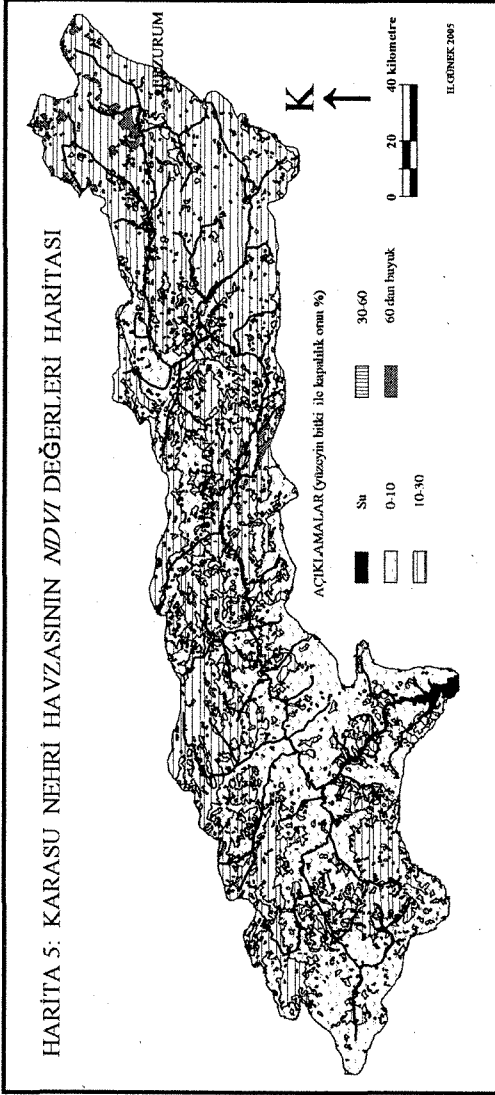 HARİTA 5: KARASU NEHRİ HAVZASININ NDVI DEĞERLERİ HARİTASI
ERZURUM
K
AÇIKLAMALAR (yüzeyin bitki ile kapalılık oranı %)
Su
0-10
10-30
30-60
60 dan buyuk
0 20 40 kilometre
H.GÜNEK 2005